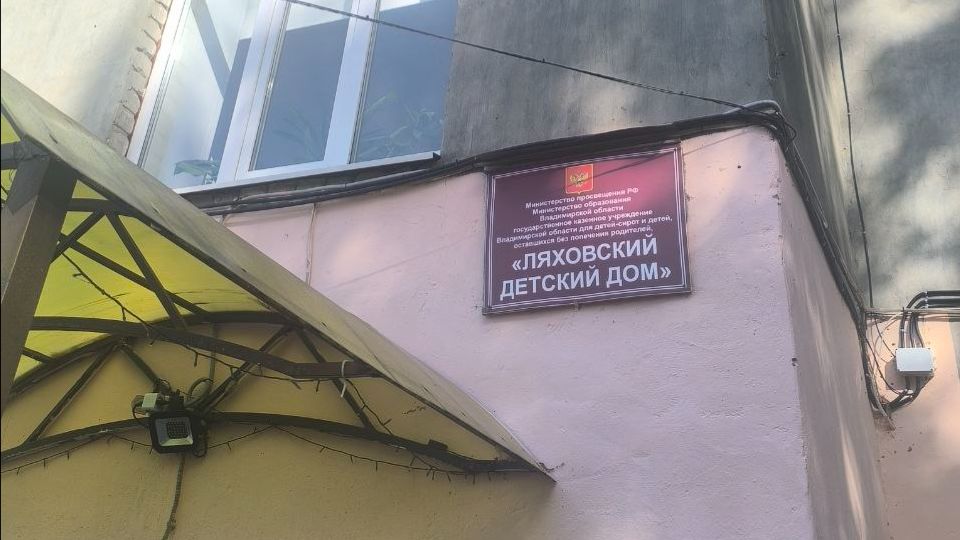 Министерство просвещения РФ
Министерство образования
Владимирской области
государственное казенное учреждение
Владимирской области для детей-сирот и детей,
оставшихся без попечения родителей,
«ЛЯХОВСКИЙ
ДЕТСКИЙ ДОМ»